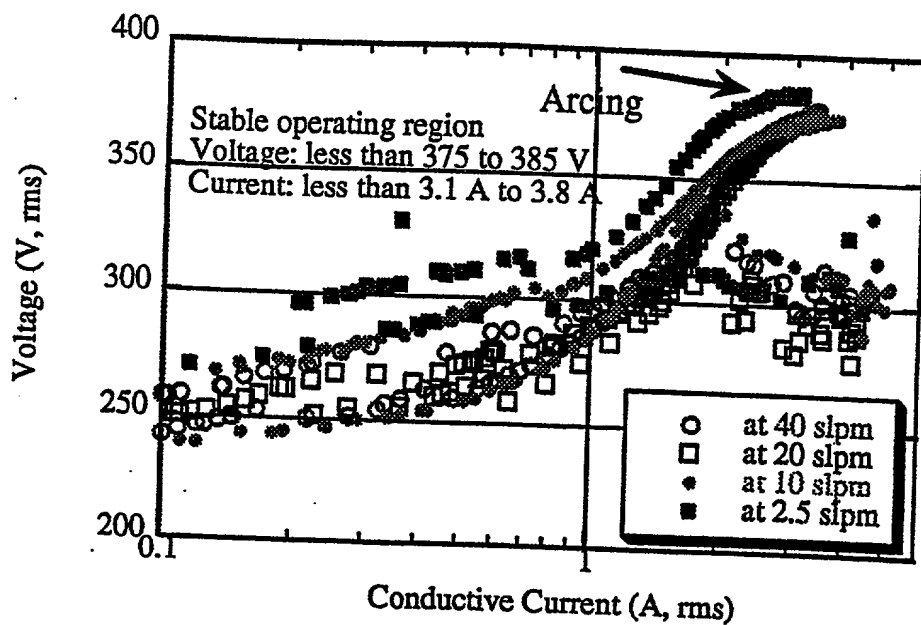 400
350
300
250
200
Voltage (V, rms)
Arcing
Stable operating region
Voltage: less than 375 to 385 V
Current: less than 3.1 A to 3.8 A
at 40 slpm
at 20 slpm
at 10 slpm
at 2.5 slpm
0.1
1
Conductive Current (A, rms)